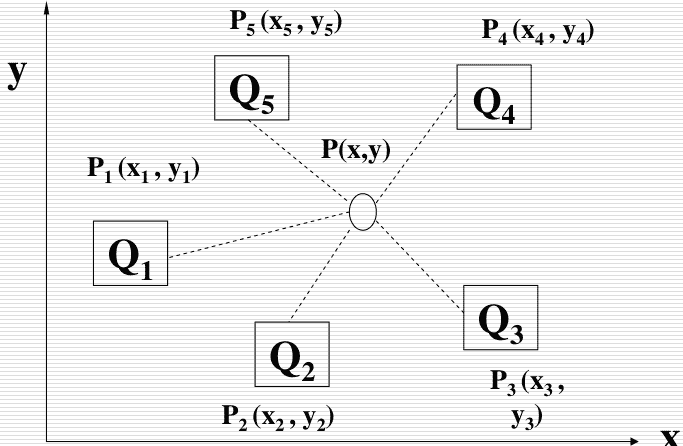 P₅ (x₅ , y₅)
P₄ (x₄ , y₄)
y
Q₅
Q₄
P(x,y)
P₁ (x₁ , y₁)
Q₁
Q₃
Q₂
P₃ (x₃ ,
y₃)
P₂ (x₂ , y₂)
x